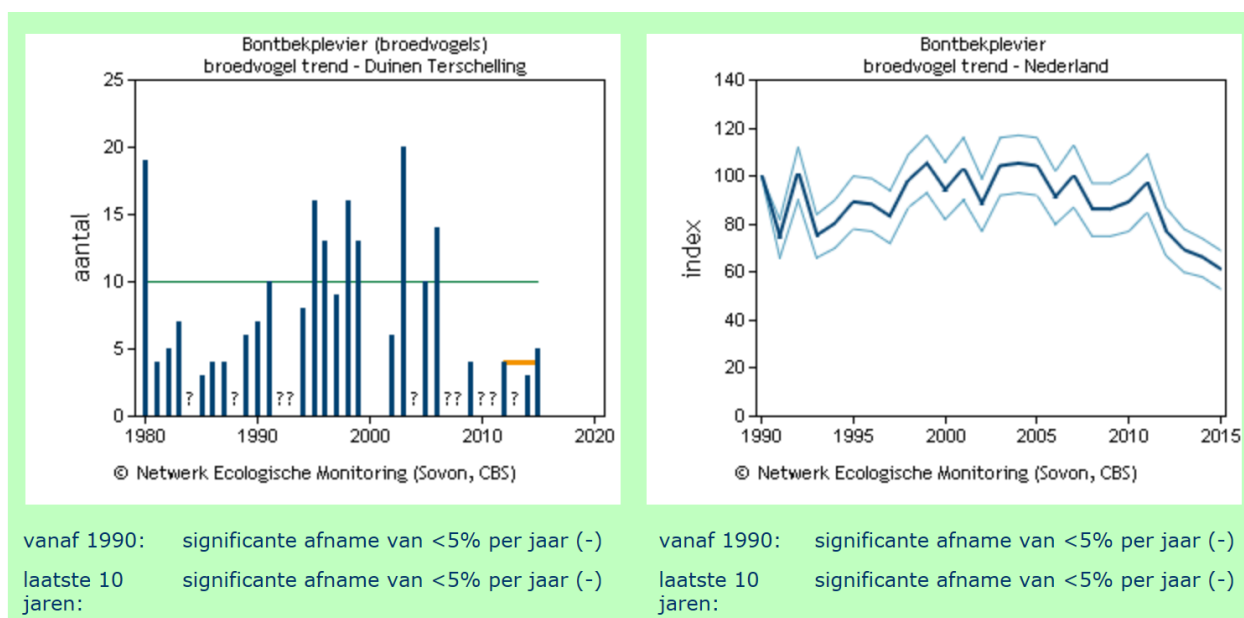 Bontbekplevier (broedvogels)
broedvogel trend - Duinen Terschelling
25
20
15
10
5
0
aantal
? ? ?? ? ?? ?? ?
1980 1990 2000 2010 2020
© Netwerk Ecologische Monitoring (Sovon, CBS)
Bontbekplevier
broedvogel trend - Nederland
140
120
100
80
60
40
20
0
index
1990 1995 2000 2005 2010 2015
© Netwerk Ecologische Monitoring (Sovon, CBS)
vanaf 1990: significante afname van <5% per jaar (-)
laatste 10 significante afname van <5% per jaar (-)
jaren:
vanaf 1990: significante afname van <5% per jaar (-)
laatste 10 significante afname van <5% per jaar (-)
jaren: